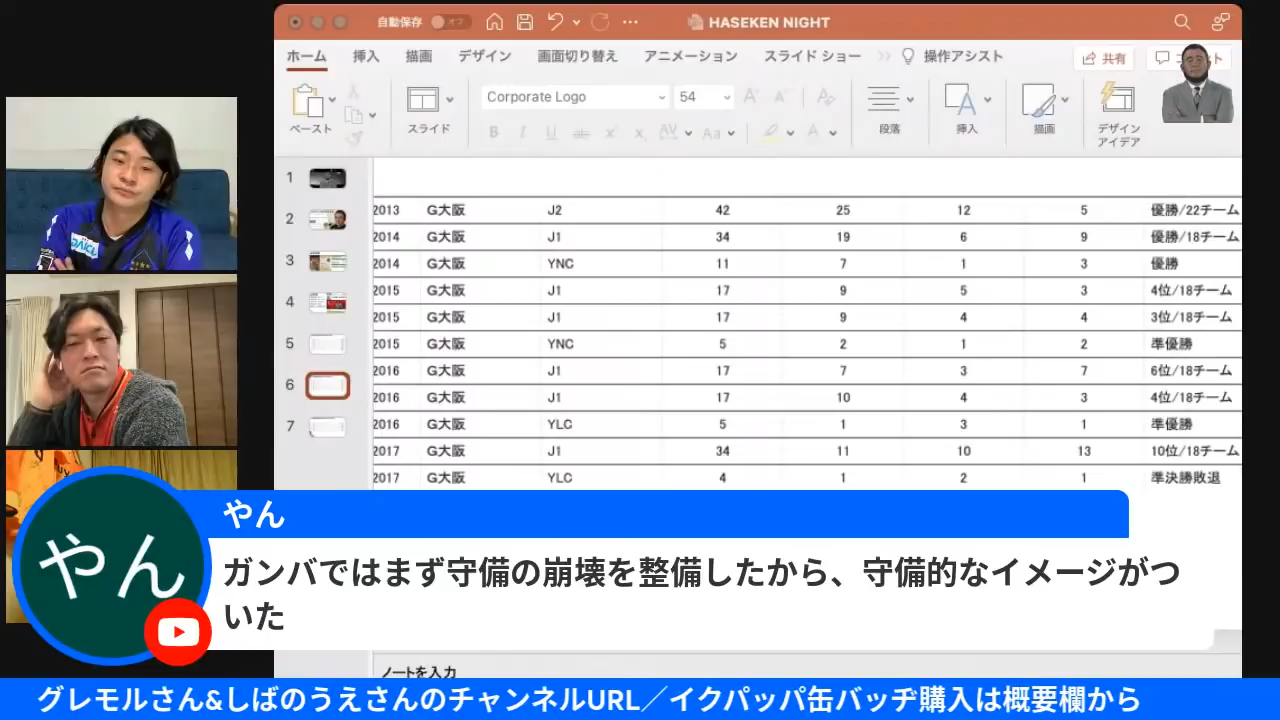 自動保存 オフ
HASEKEN NIGHT
ホーム 挿入 描画 デザイン 画面切り替え アニメーション スライド ショー 操作アシスト 共有
Corporate Logo 54
ペースト スライド 段落 挿入 描画 デザイン
アイデア
1
2
3
4
5
6
7
2013 G大阪 J2 42 25 12 5 優勝/22チーム
2014 G大阪 J1 34 19 6 9 優勝/18チーム
2014 G大阪 YNC 11 7 1 3 優勝
2015 G大阪 J1 17 9 5 3 4位/18チーム
2015 G大阪 J1 17 9 4 4 3位/18チーム
2015 G大阪 YNC 5 2 1 2 準優勝
2016 G大阪 J1 17 7 3 7 6位/18チーム
2016 G大阪 J1 17 10 4 3 4位/18チーム
2016 G大阪 YLC 5 1 3 1 準優勝
2017 G大阪 J1 34 11 10 13 10位/18チーム
2017 G大阪 YLC 4 1 2 1 準決勝敗退
DAICL
やん
やん
ガンバではまず守備の崩壊を整備したから、守備的なイメージがつ
いた
ノートを入力
グレモルさん&しばのうえさんのチャンネルURL／イクパッパ缶バッヂ購入は概要欄から